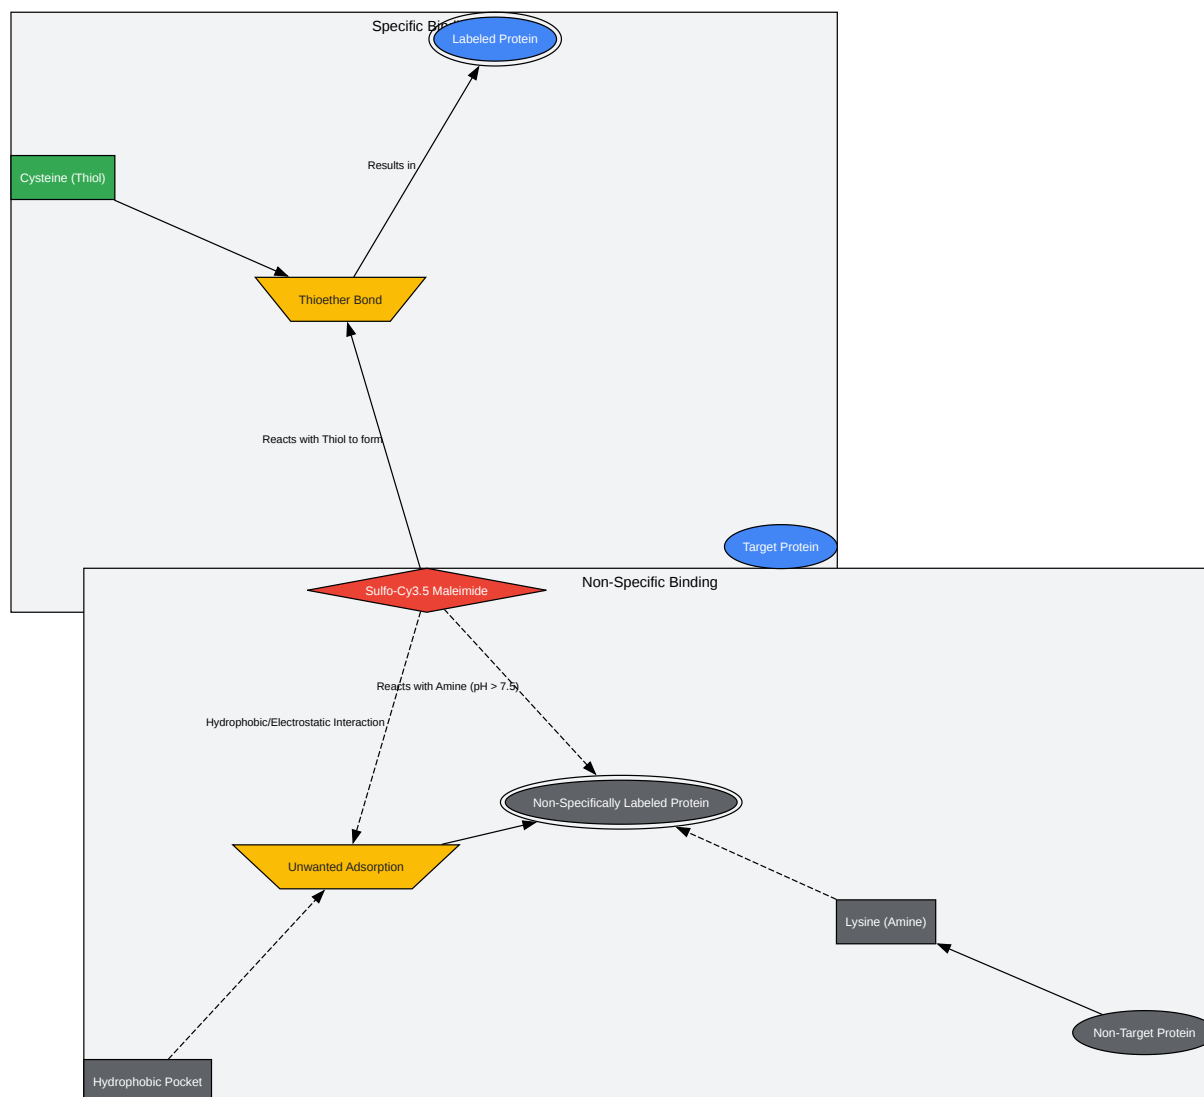 Specific Bin
Labeled Protein
Results in
Cysteine (Thiol)
Thioether Bond
Reacts with Thiol to form
Target Protein
Non-Specific Binding
Sulfo-Cy3.5 Maleimide
Reacts with Amine (pH > 7.5)
Hydrophobic/Electrostatic Interaction
Non-Specifically Labeled Protein
Unwanted Adsorption
Lysine (Amine)
Non-Target Protein
Hydrophobic Pocket